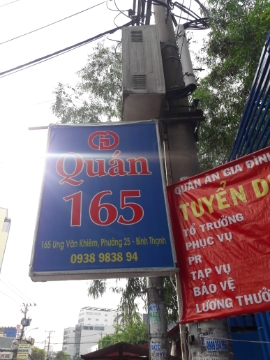 Quán
165
165 Ung Văn Khiêm, Phường 25 - Bình Thạnh
0938 9838 94
QUÁN ĂN GIA ĐÌNH
TUYỂN
TỔ TRƯỞNG
PHỤC VỤ
PR
TẠP VỤ
BẢO VỆ
LƯƠNG